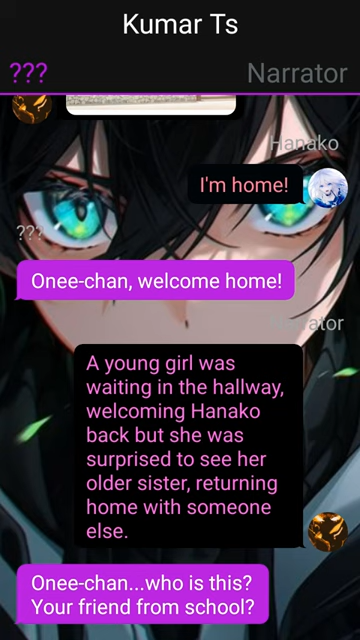 Kumar Ts
???
Narrator
Hanako
I'm home!
???
Onee-chan, welcome home!
Narrator
A young girl was
waiting in the hallway,
welcoming Hanako
back but she was
surprised to see her
older sister, returning
home with someone
else.
Onee-chan...who is this?
Your friend from school?